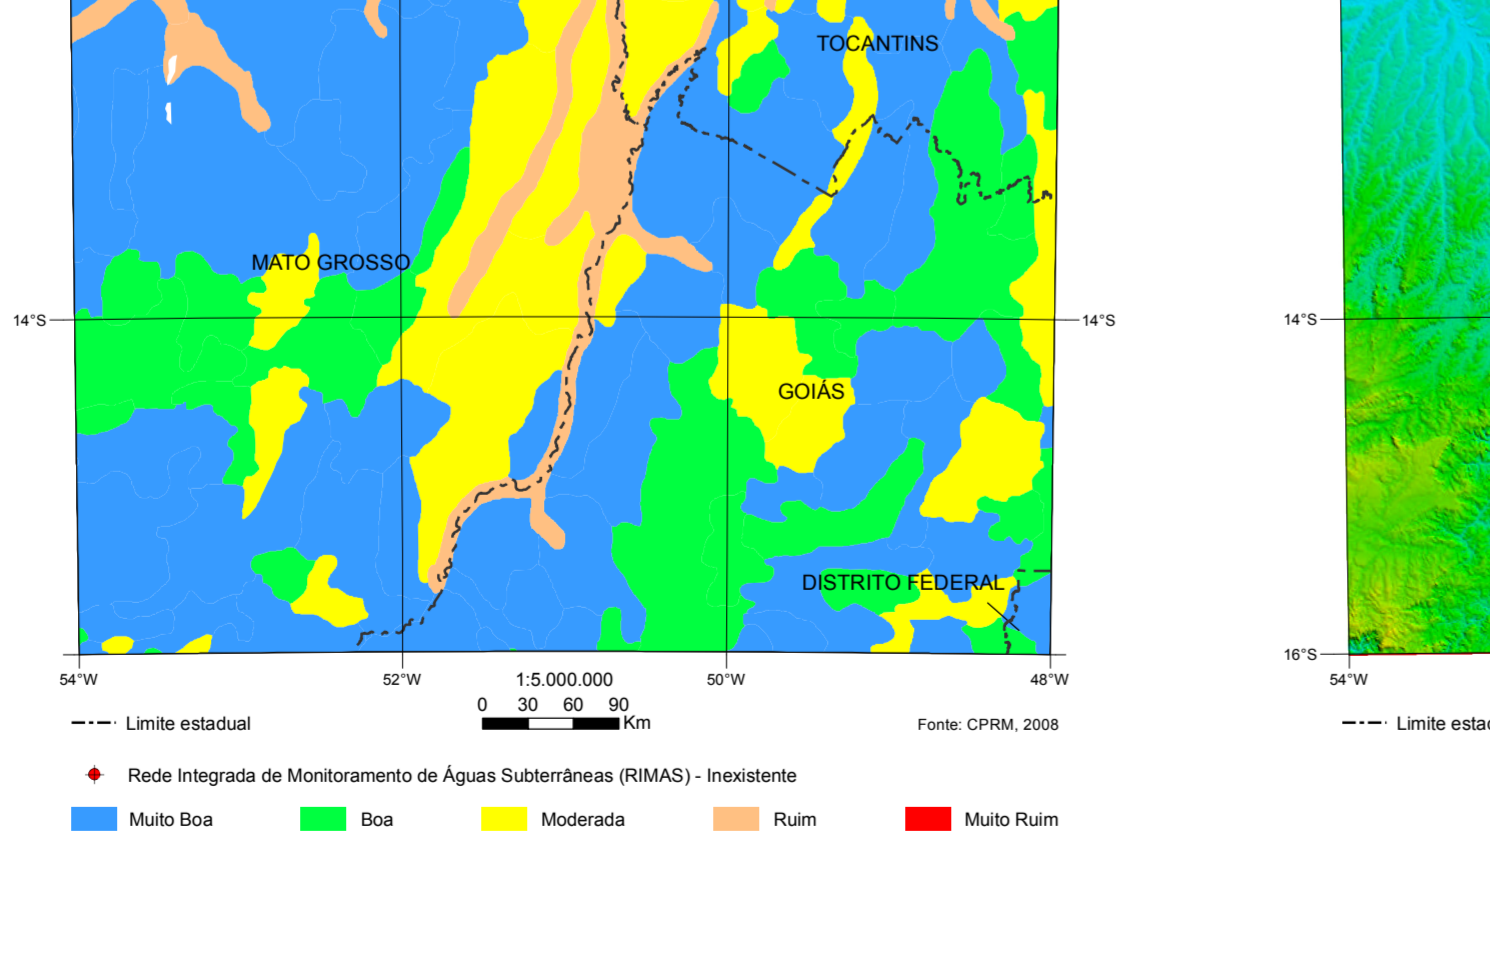 TOCANTINS
MATO GROSSO
14°S
14°S
14°S
GOIÁS
DISTRITO FEDERAL
16°S
54°W
52°W
1:5.000.000
50°W
48°W
54°W
0 30 60 90
Km
Limite estadual
Fonte: CPRM, 2008
Limite esta
Rede Integrada de Monitoramento de Águas Subterrâneas (RIMAS) - Inexistente
Muito Boa
Boa
Moderada
Ruim
Muito Ruim